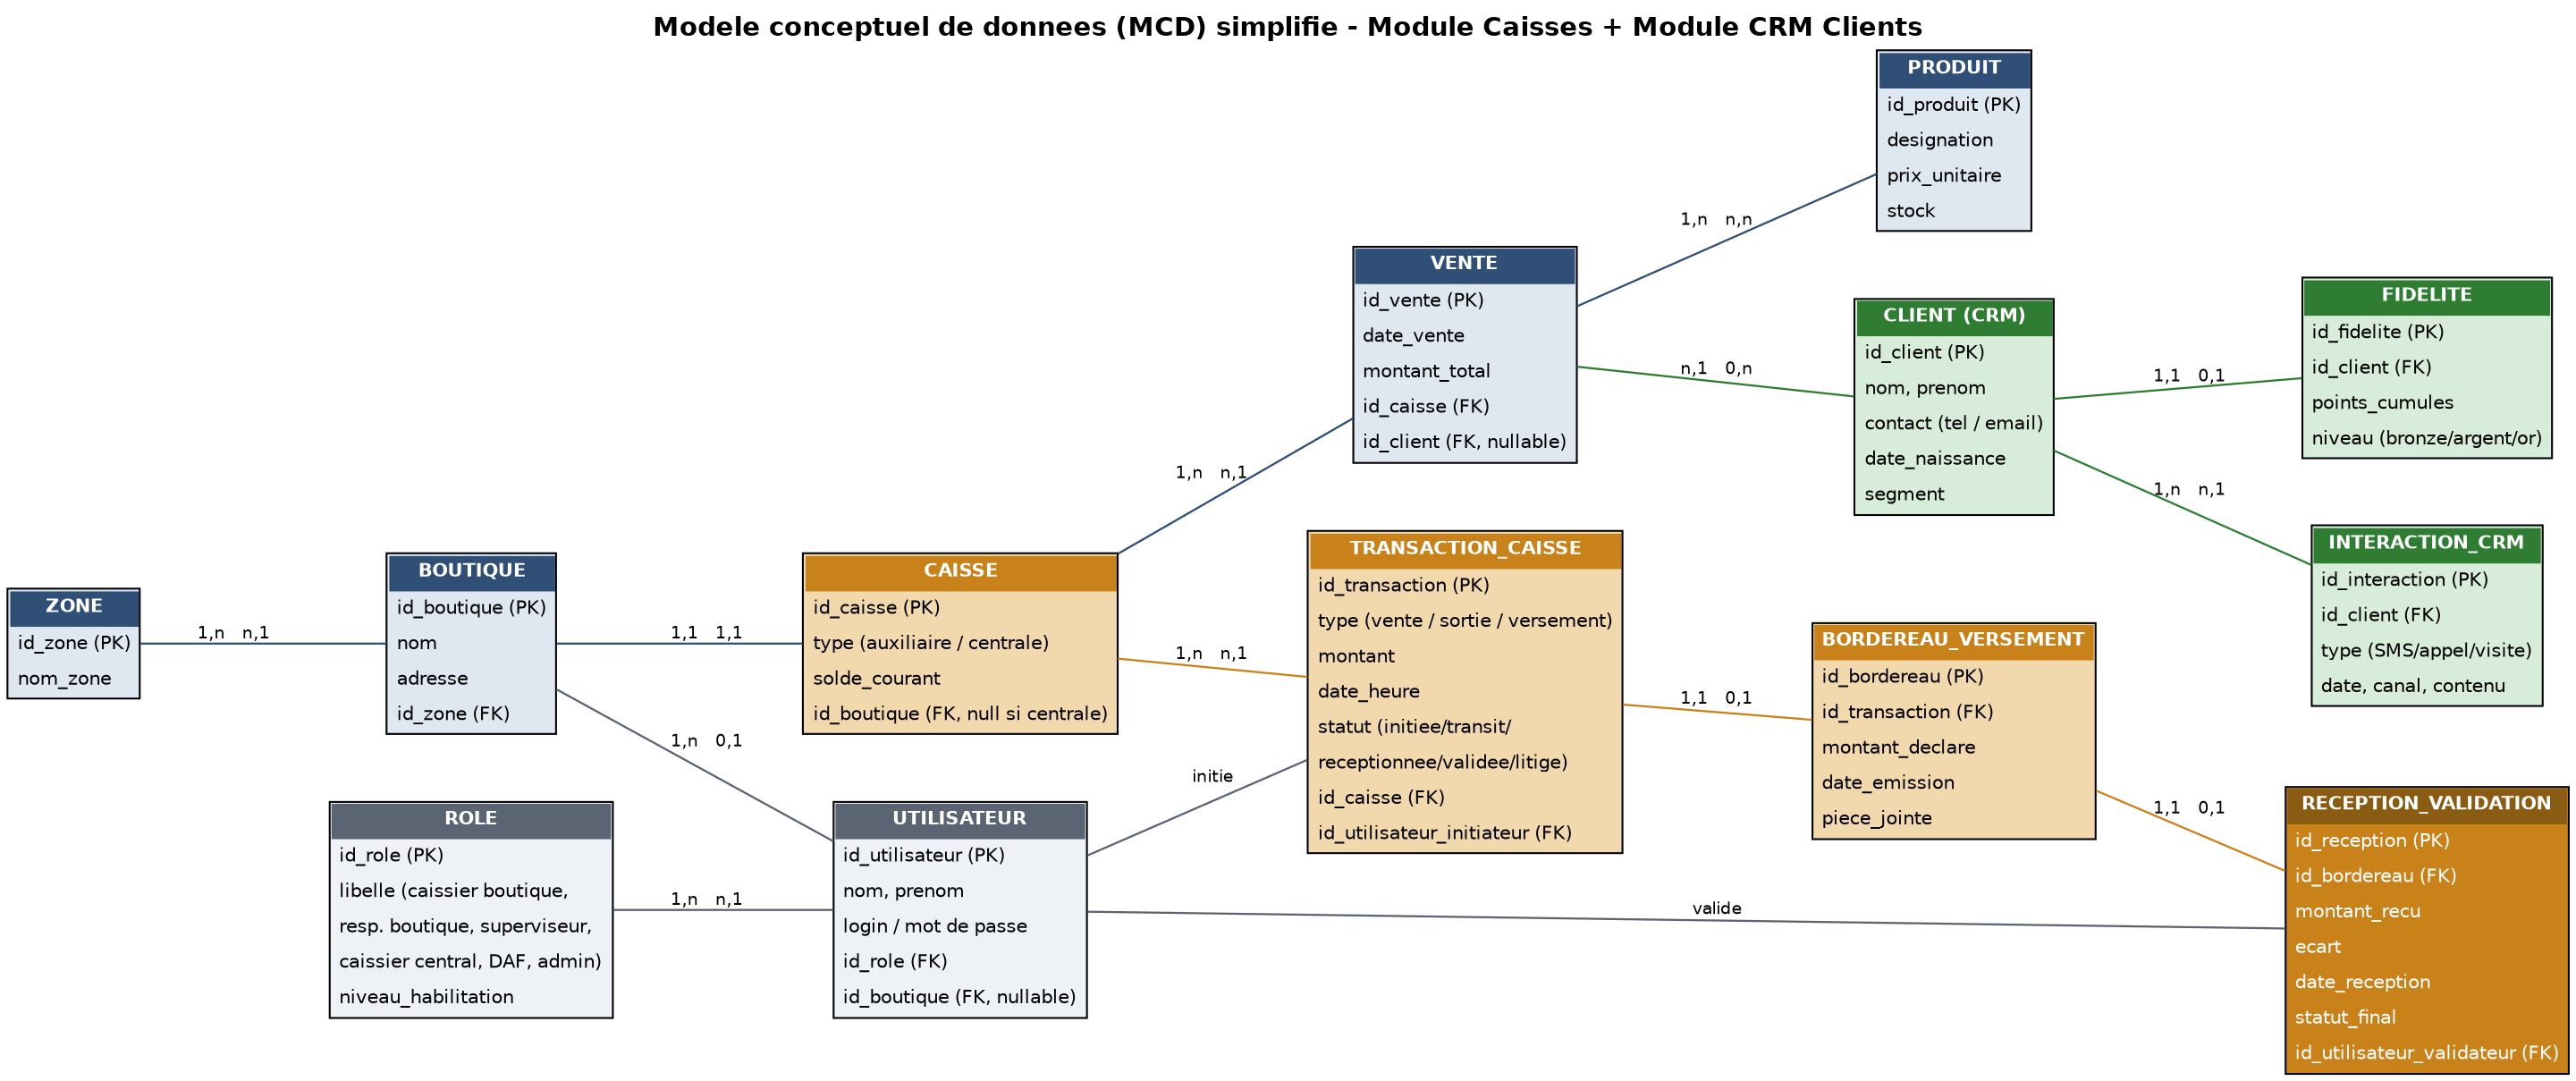 Modele conceptuel de donnees (MCD) simplifie - Module Caisses + Module CRM Clients
ZONE
id_zone (PK)
nom_zone
1,n n,1
BOUTIQUE
id_boutique (PK)
nom
adresse
id_zone (FK)
1,1 1,1
1,n 0,1
ROLE
id_role (PK)
libelle (caissier boutique,
resp. boutique, superviseur,
caissier central, DAF, admin)
niveau_habilitation
1,n n,1
CAISSE
id_caisse (PK)
type (auxiliaire / centrale)
solde_courant
id_boutique (FK, null si centrale)
1,n n,1
1,n n,1
UTILISATEUR
id_utilisateur (PK)
nom, prenom
login / mot de passe
id_role (FK)
id_boutique (FK, nullable)
initie
valide
VENTE
id_vente (PK)
date_vente
montant_total
id_caisse (FK)
id_client (FK, nullable)
1,n n,n
n,1 0,n
TRANSACTION_CAISSE
id_transaction (PK)
type (vente / sortie / versement)
montant
date_heure
statut (initiee/transit/
receptionnee/validee/litige)
id_caisse (FK)
id_utilisateur_initiateur (FK)
1,1 0,1
PRODUIT
id_produit (PK)
designation
prix_unitaire
stock
CLIENT (CRM)
id_client (PK)
nom, prenom
contact (tel / email)
date_naissance
segment
1,1 0,1
1,n n,1
BORDEREAU_VERSEMENT
id_bordereau (PK)
id_transaction (FK)
montant_declare
date_emission
piece_jointe
1,1 0,1
FIDELITE
id_fidelite (PK)
id_client (FK)
points_cumules
niveau (bronze/argent/or)
INTERACTION_CRM
id_interaction (PK)
id_client (FK)
type (SMS/appel/visite)
date, canal, contenu
RECEPTION_VALIDATION
id_reception (PK)
id_bordereau (FK)
montant_recu
ecart
date_reception
statut_final
id_utilisateur_validateur (FK)